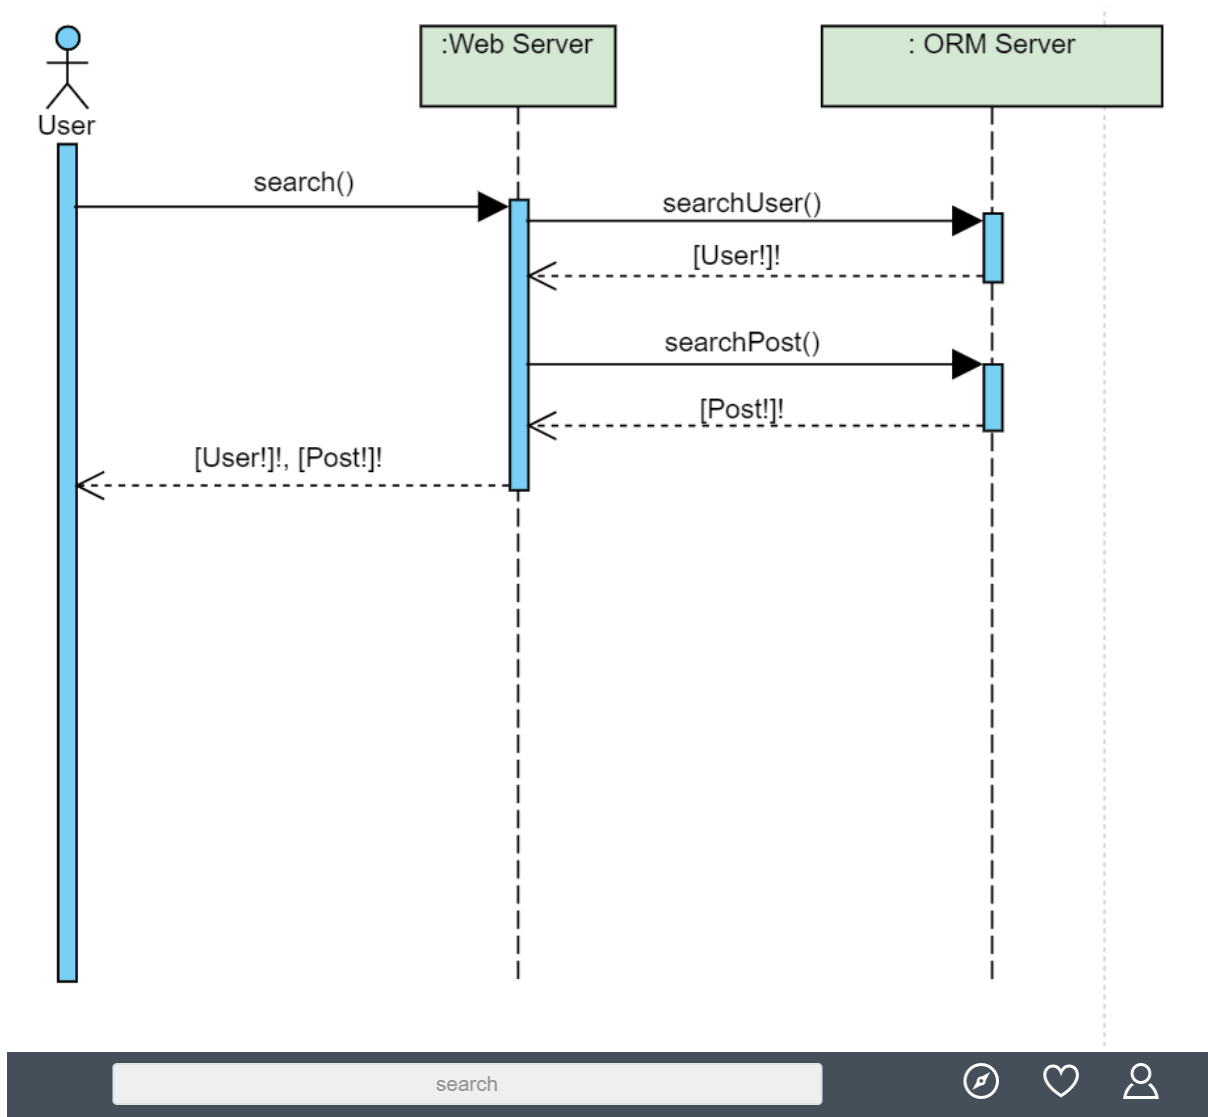 :Web Server
: ORM Server
User
search()
searchUser()
[User!]!
searchPost()
[Post!]!
[User!]!, [Post!]!
search